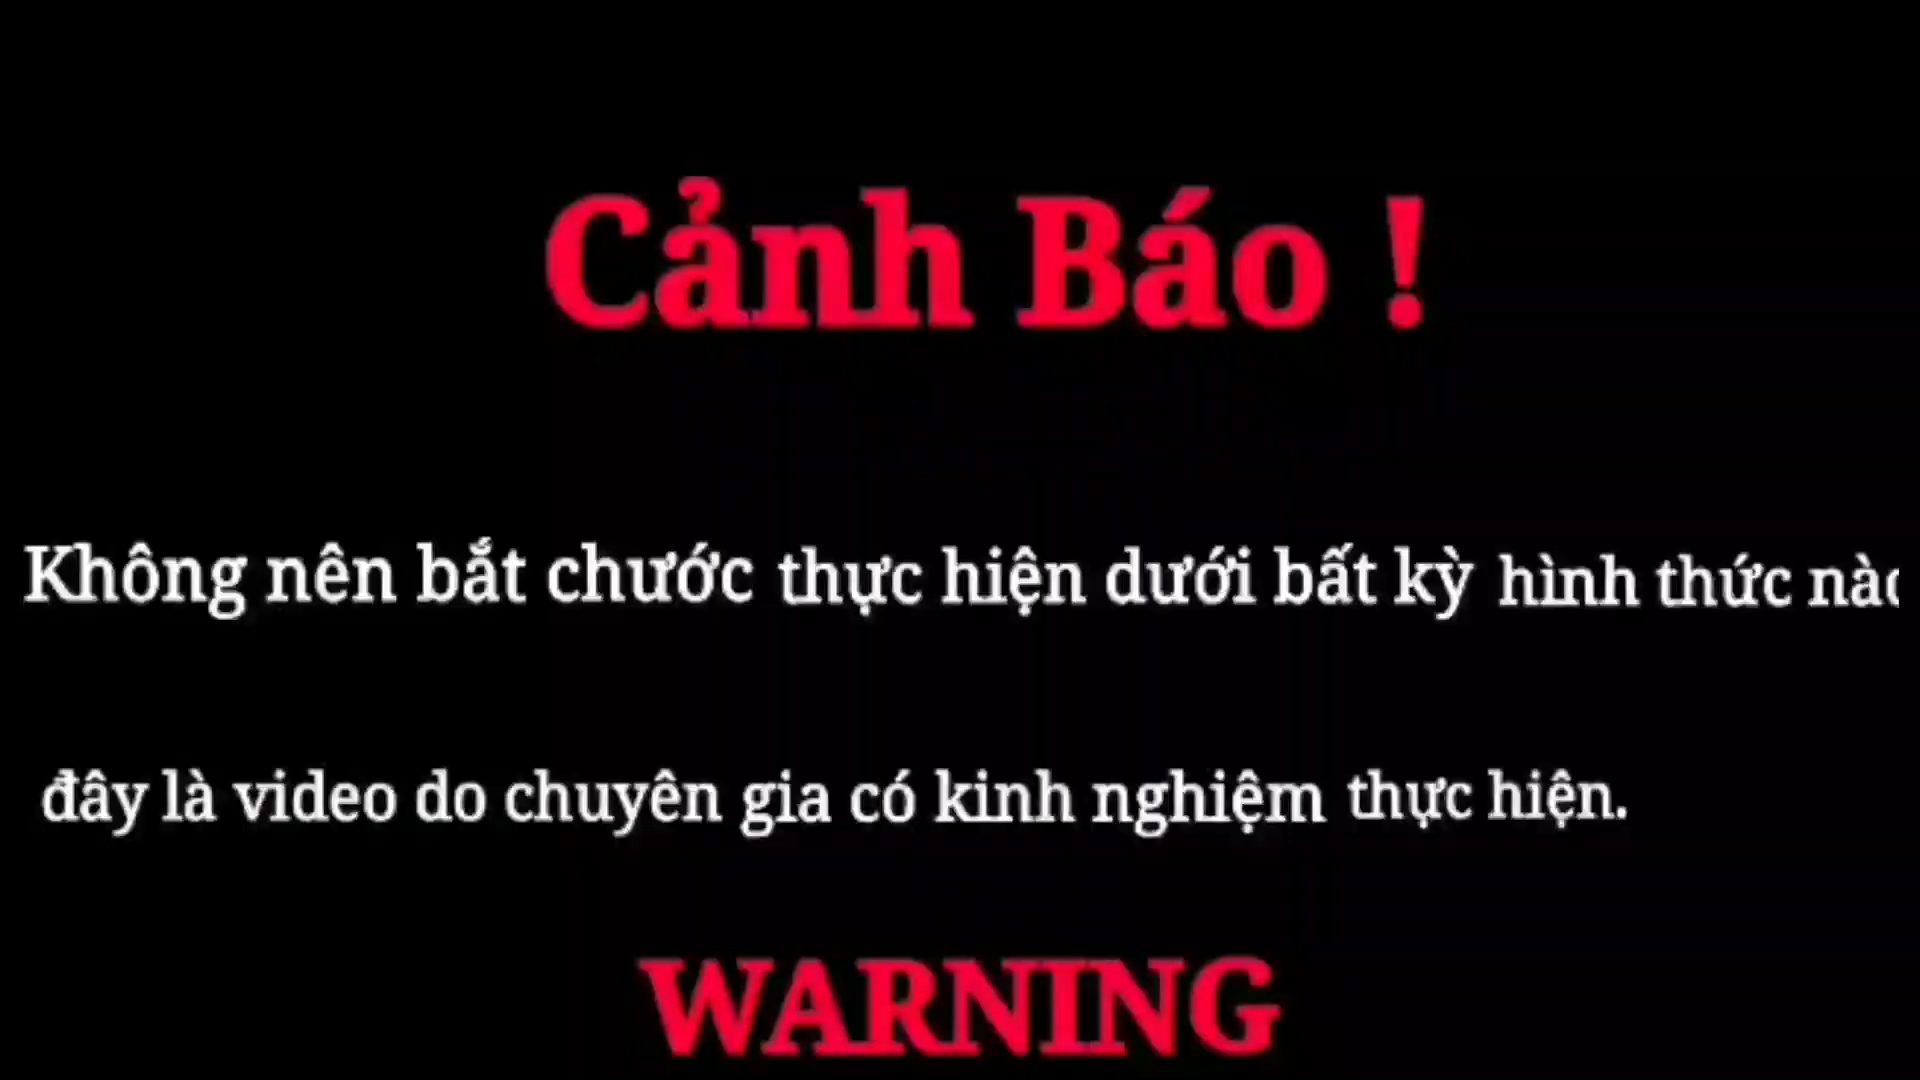 Cảnh Báo !
Không nên bắt chước thực hiện dưới bất kỳ hình thức nào
đây là video do chuyên gia có kinh nghiệm thực hiện.
WARNING